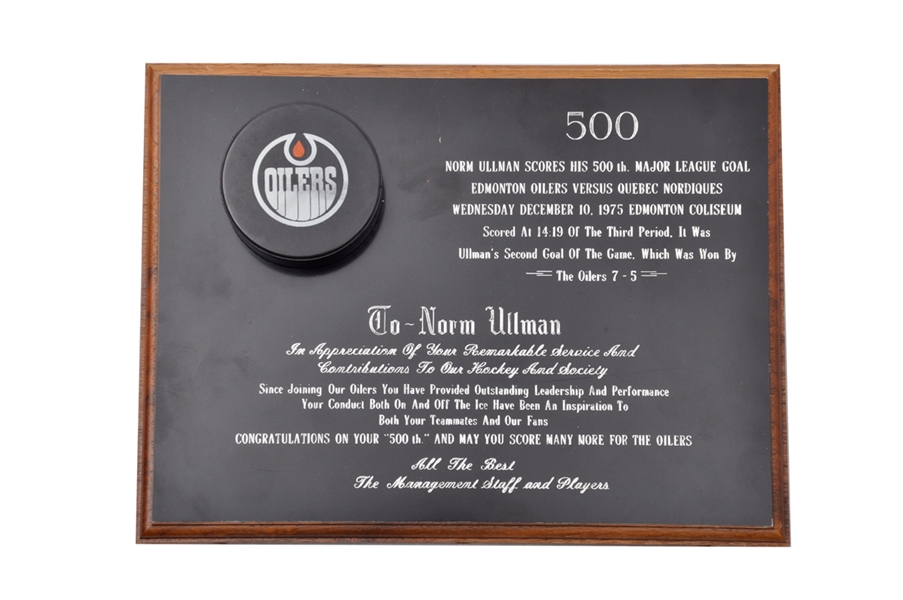 OILERS
500
NORM ULLMAN SCORES HIS 500 th. MAJOR LEAGUE GOAL
EDMONTON OILERS VERSUS QUEBEC NORDIQUES
WEDNESDAY DECEMBER 10, 1975 EDMONTON COLISEUM
Scored At 14:19 Of The Third Period, It Was
Ullman's Second Goal Of The Game, Which Was Won By
The Oilers 7 - 5
To ~ Norm Ullman
In Appreciation Of Your Remarkable Service And
Contributions To Our Hockey And Society
Since Joining Our Oilers You Have Provided Outstanding Leadership And Performance
Your Conduct Both On And Off The Ice Have Been An Inspiration To
Both Your Teammates And Our Fans
CONGRATULATIONS ON YOUR "500 th." AND MAY YOU SCORE MANY MORE FOR THE OILERS
All The Best
The Management Staff and Players